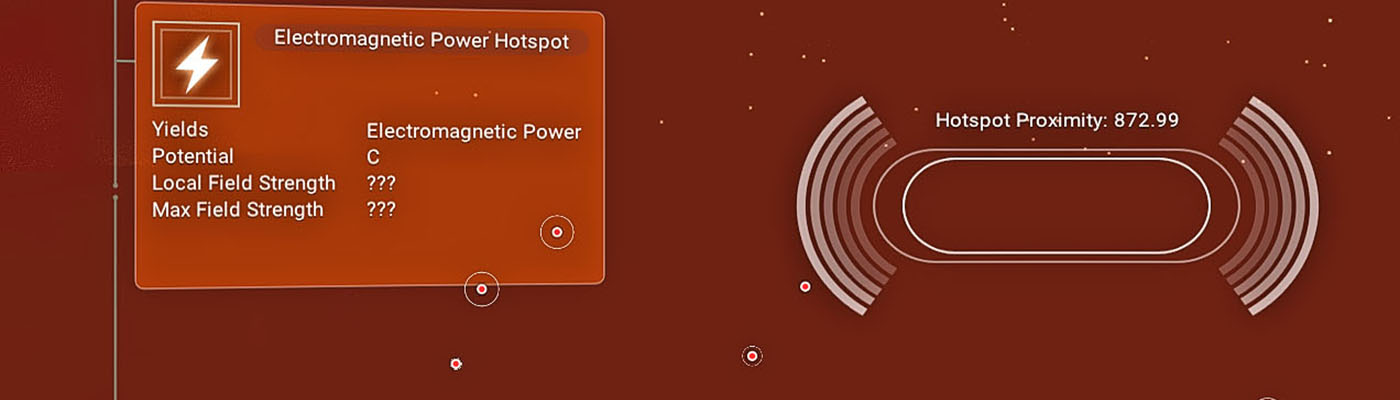 Electromagnetic Power Hotspot
Yields Electromagnetic Power
Potential C
Local Field Strength ???
Max Field Strength ???
Hotspot Proximity: 872.99